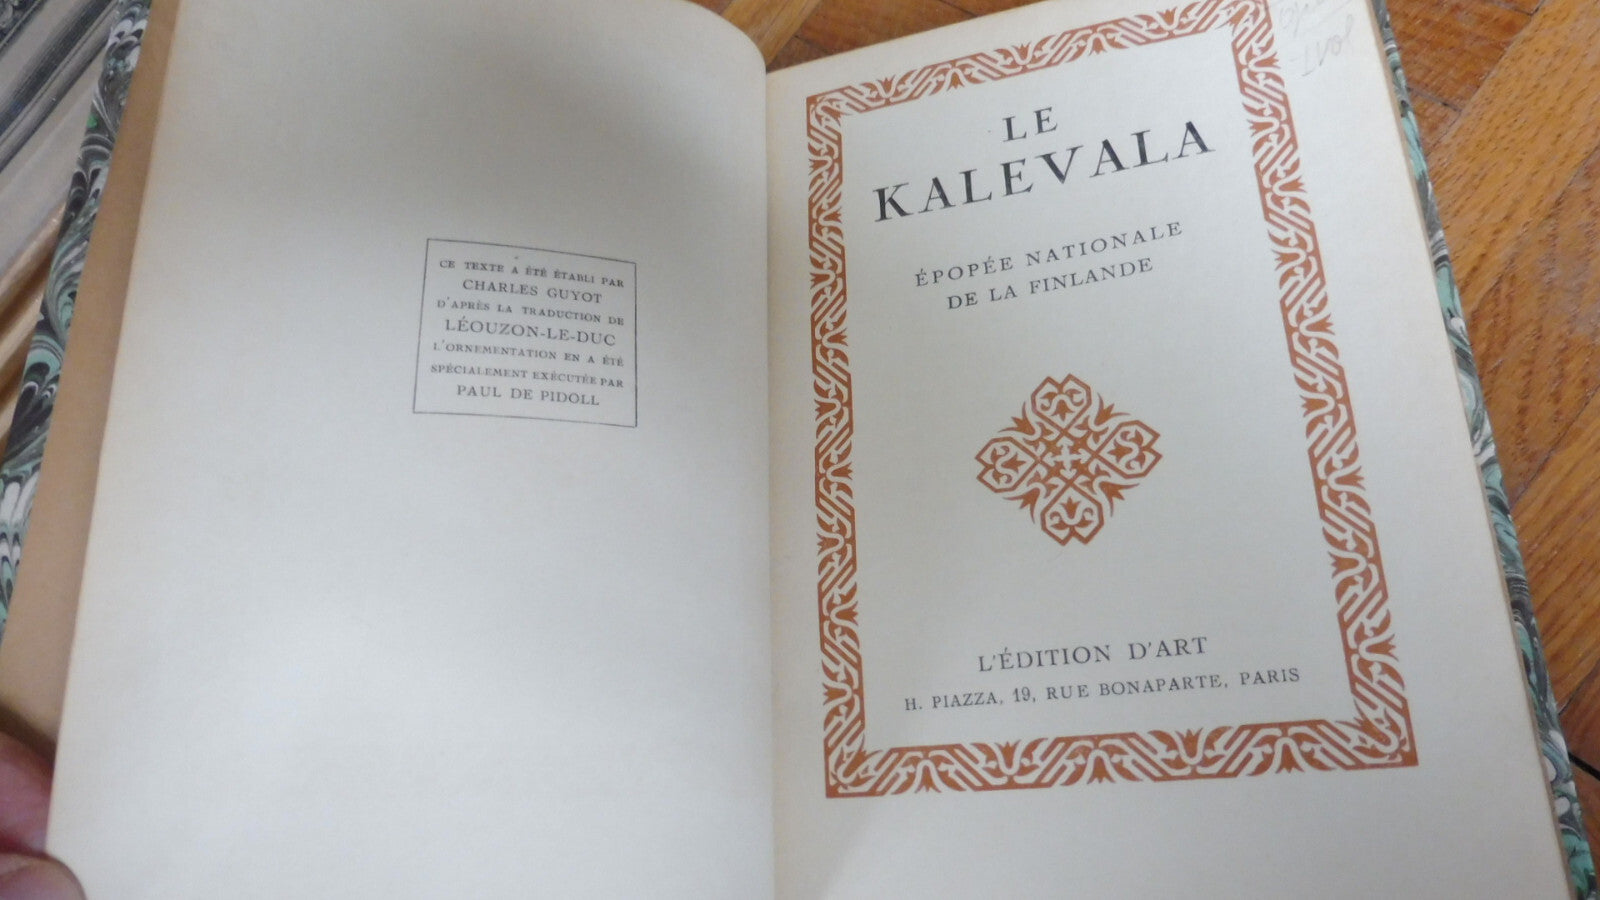 CE TEXTE A ÉTÉ ÉTABLI PAR
CHARLES GUYOT
D'APRÈS LA TRADUCTION DE
LÉOUZON-LE-DUC
L'ORNEMENTATION EN A ÉTÉ
SPÉCIALEMENT EXÉCUTÉE PAR
PAUL DE PIDOLL
LE
KALEVALA
ÉPOPÉE NATIONALE
DE LA FINLANDE
L'ÉDITION D'ART
H. PIAZZA, 19, RUE BONAPARTE, PARIS